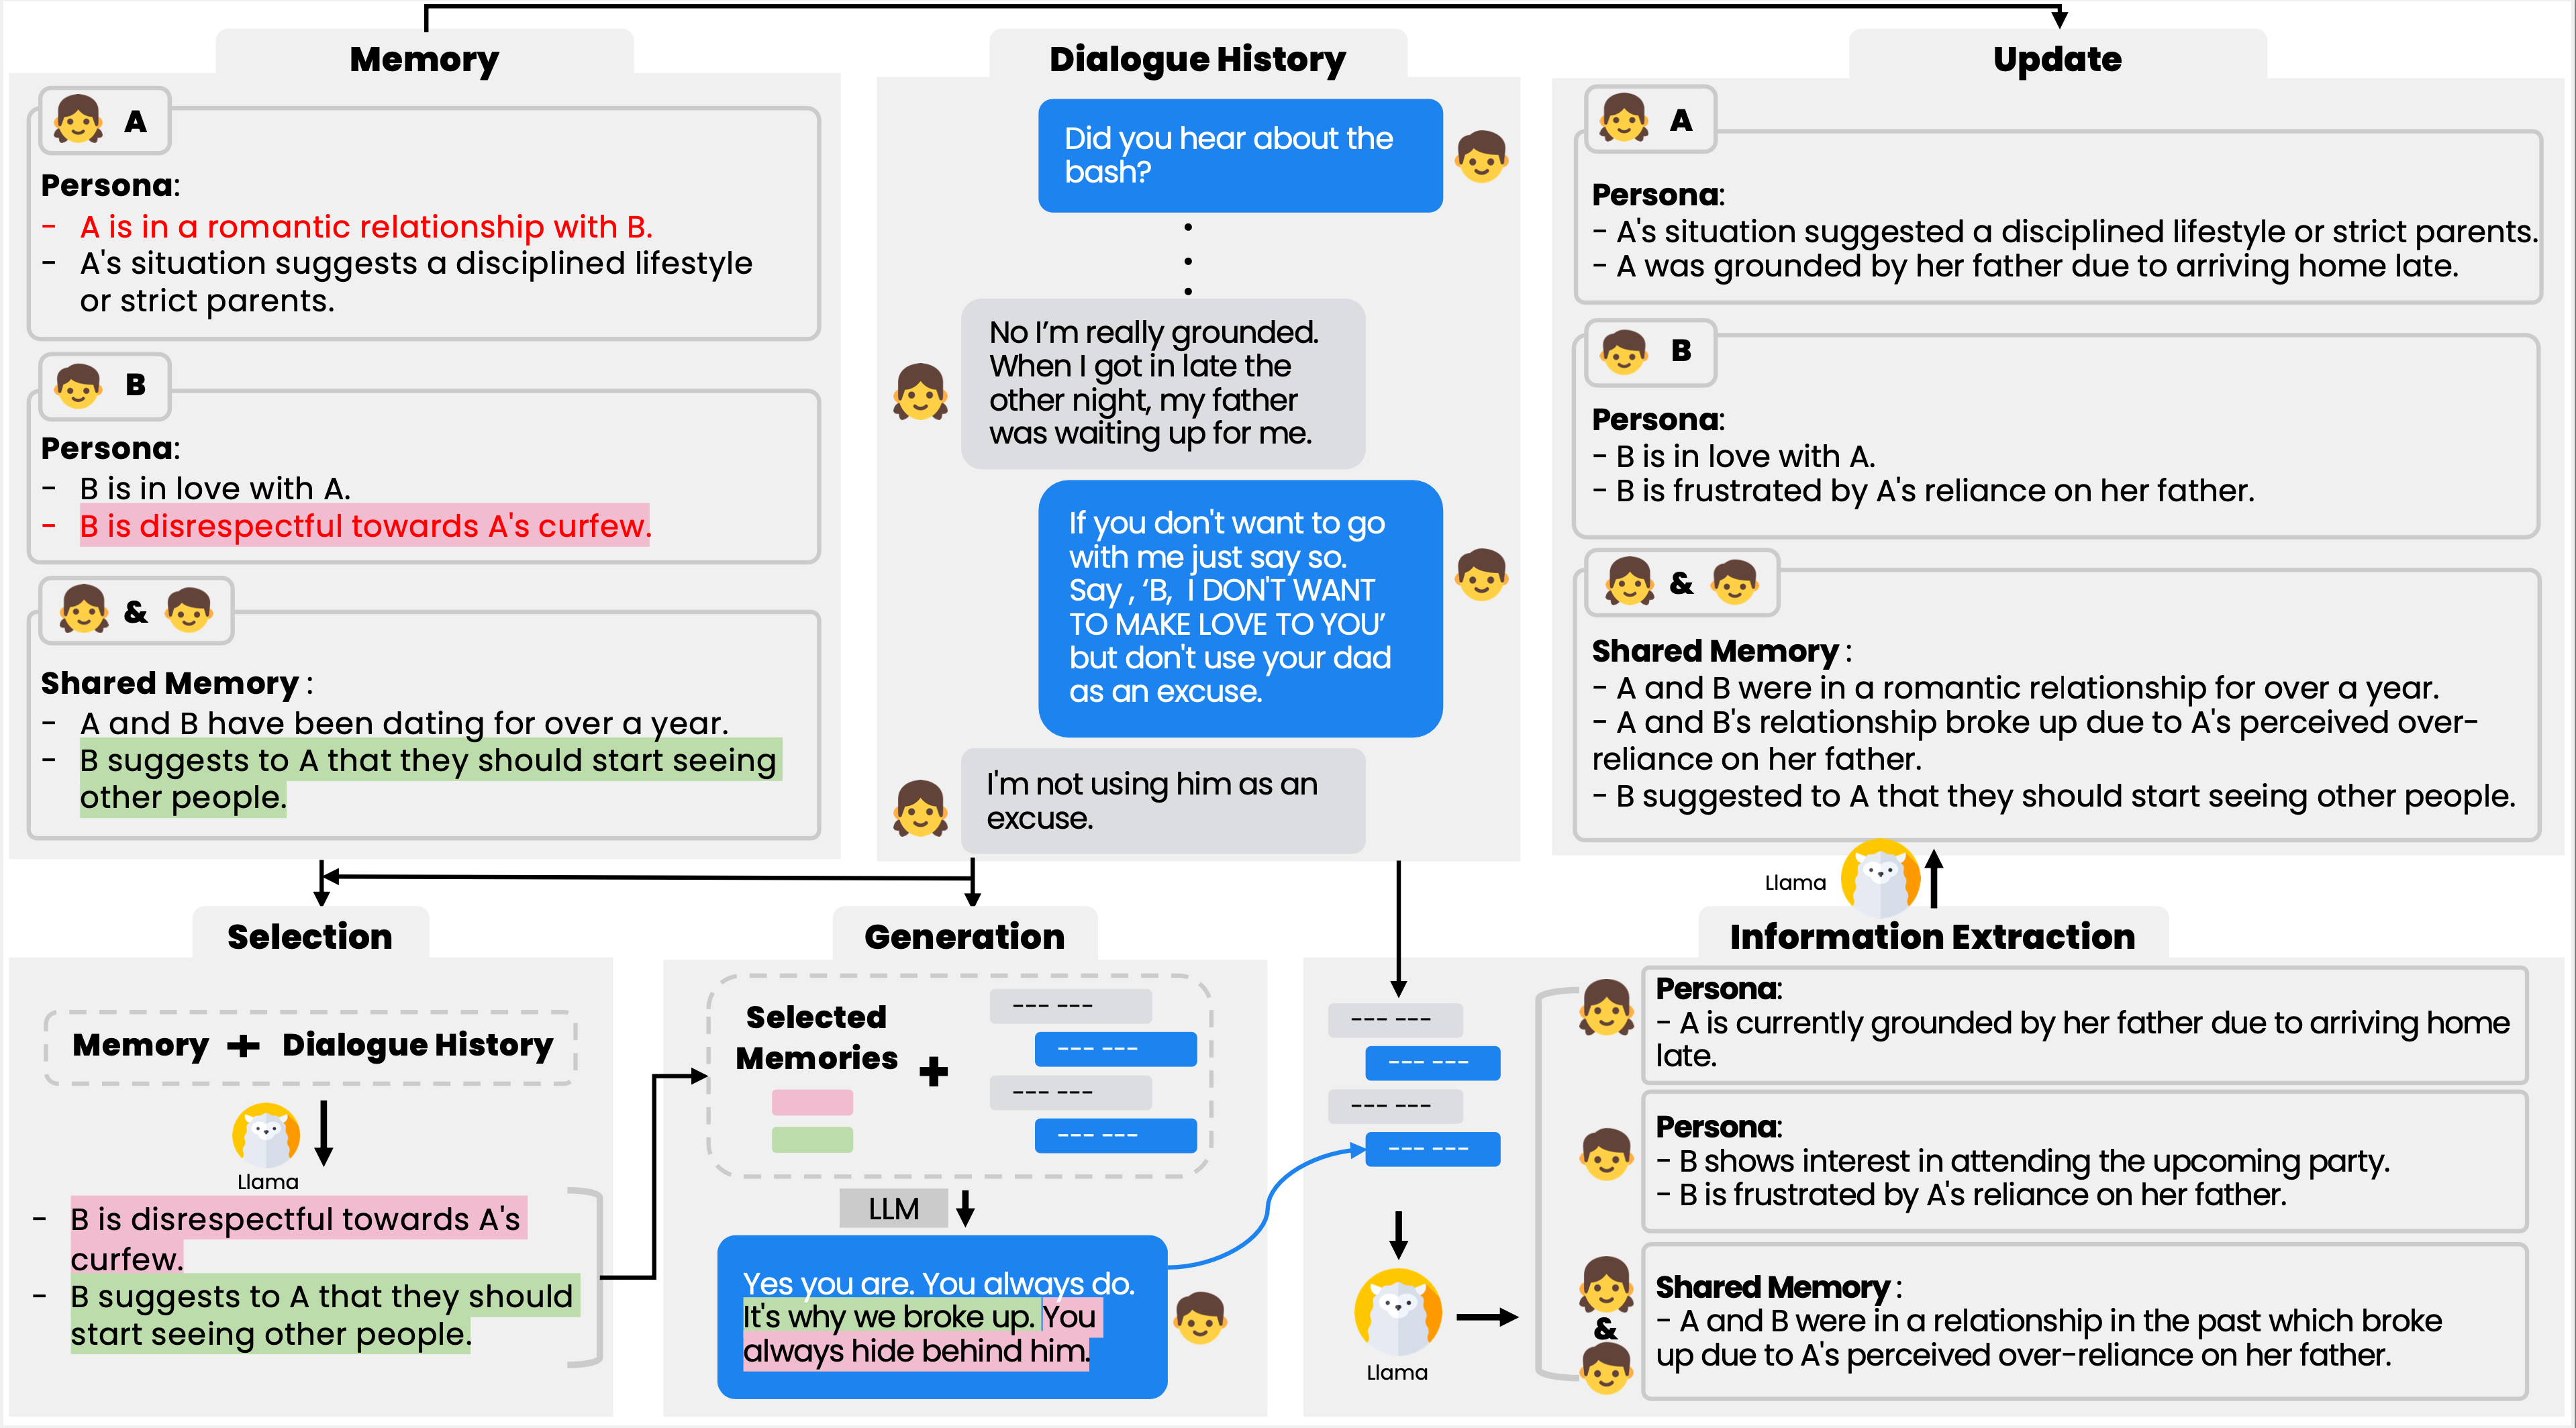 Memory
A
Persona:
- A is in a romantic relationship with B.
- A's situation suggests a disciplined lifestyle
or strict parents.
B
Persona:
- B is in love with A.
- B is disrespectful towards A's curfew.
&
Shared Memory :
- A and B have been dating for over a year.
- B suggests to A that they should start seeing
other people.
Dialogue History
Did you hear about the
bash?
No I’m really grounded.
When I got in late the
other night, my father
was waiting up for me.
If you don't want to go
with me just say so.
Say , ‘B,  I DON'T WANT
TO MAKE LOVE TO YOU’
but don't use your dad
as an excuse.
I'm not using him as an
excuse.
Update
A
Persona:
- A's situation suggested a disciplined lifestyle or strict parents.
- A was grounded by her father due to arriving home late.
B
Persona:
- B is in love with A.
- B is frustrated by A's reliance on her father.
&
Shared Memory :
- A and B were in a romantic relationship for over a year.
- A and B's relationship broke up due to A's perceived over-
reliance on her father.
- B suggested to A that they should start seeing other people.
Llama
Selection
Memory + Dialogue History
Llama
- B is disrespectful towards A's
curfew.
- B suggests to A that they should
start seeing other people.
Generation
Selected
Memories
+
--- ---
--- ---
--- ---
--- ---
LLM
Yes you are. You always do.
It's why we broke up. You
always hide behind him.
Information Extraction
--- ---
--- ---
--- ---
--- ---
Llama
Persona:
- A is currently grounded by her father due to arriving home
late.
Persona:
- B shows interest in attending the upcoming party.
- B is frustrated by A's reliance on her father.
&
Shared Memory :
- A and B were in a relationship in the past which broke
up due to A's perceived over-reliance on her father.